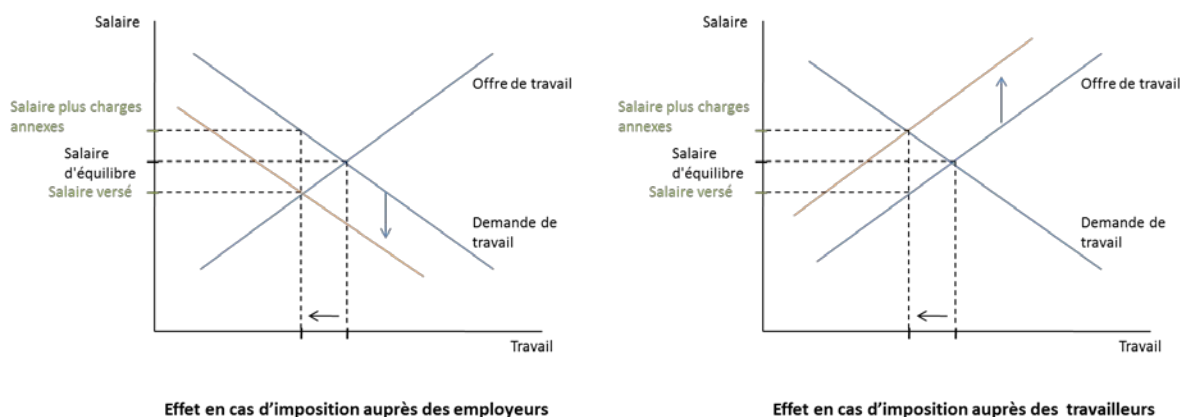 Salaire
Offre de travail
Salaire plus charges
annexes
Salaire
d'équilibre
Salaire versé
Demande de
travail
Travail
Effet en cas d'imposition auprès des employeurs
Salaire
Offre de travail
Salaire plus charges
annexes
Salaire
d'équilibre
Salaire versé
Demande de
travail
Travail
Effet en cas d'imposition auprès des travailleurs